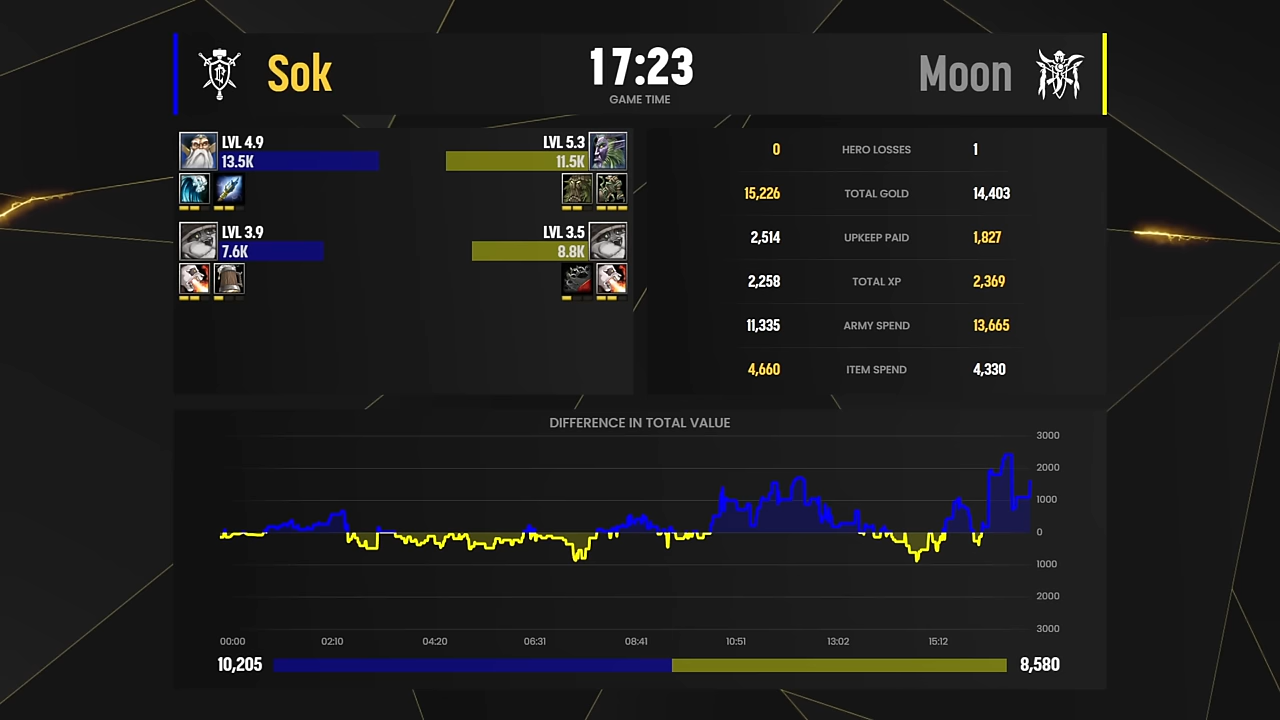 Sok
17:23
GAME TIME
Moon
LVL 4.9
13.5K
LVL 5.3
11.5K
LVL 3.9
7.6K
LVL 3.5
8.8K
0 HERO LOSSES 1
15,226 TOTAL GOLD 14,403
2,514 UPKEEP PAID 1,827
2,258 TOTAL XP 2,369
11,335 ARMY SPEND 13,665
4,660 ITEM SPEND 4,330
DIFFERENCE IN TOTAL VALUE
3000
2000
1000
0
1000
2000
3000
00:00 02:10 04:20 06:31 08:41 10:51 13:02 15:12
10,205 8,580